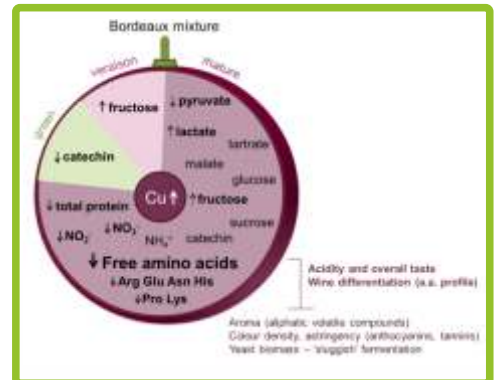 Bordeaux mixture
green
veraison
mature
↑ fructose
↓ pyruvate
↑ lactate
tartrate
malate
glucose
↓ catechin
Cu ↑
↑ fructose
sucrose
catechin
↓ total protein
↓NO₂⁻
↓NO₃⁻
NH₄⁺
↓ Free amino acids
↓Arg Glu Asn His
↓Pro Lys
Acidity and overall taste
Wine differentiation (a.a. profile)
Aroma (aliphatic volatile compounds)
Colour density, astringency (anthocyanins, tannins)
Yeast biomass – 'sluggish' fermentation